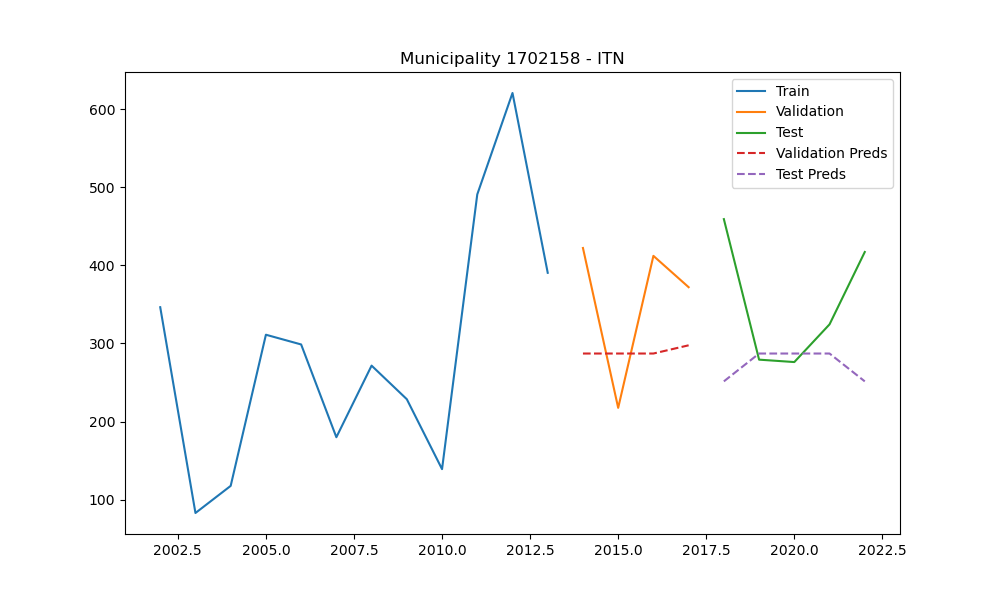 Municipality 1702158 - ITN
Train
Validation
Test
Validation Preds
Test Preds
600
500
400
300
200
100
2002.5 2005.0 2007.5 2010.0 2012.5 2015.0 2017.5 2020.0 2022.5